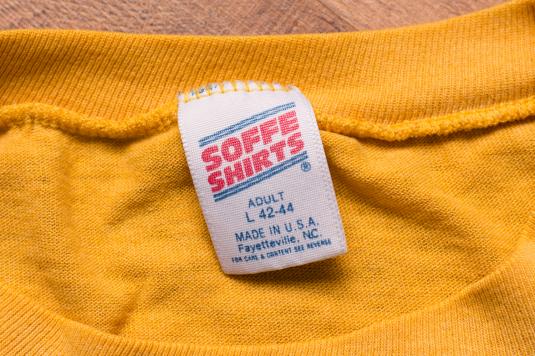 SOFFE
SHIRTS
®
ADULT
L 42-44
MADE IN U.S.A.
Fayetteville, NC.
FOR CARE & CONTENT SEE REVERSE